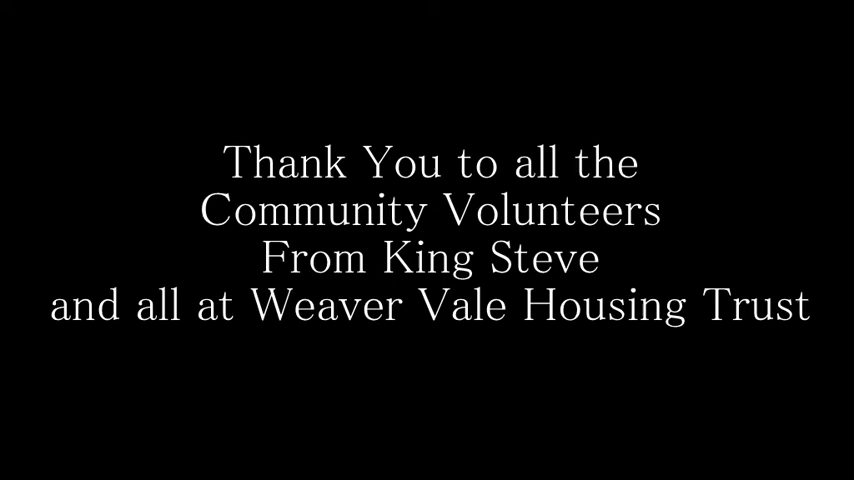 Thank You to all the
Community Volunteers
From King Steve
and all at Weaver Vale Housing Trust